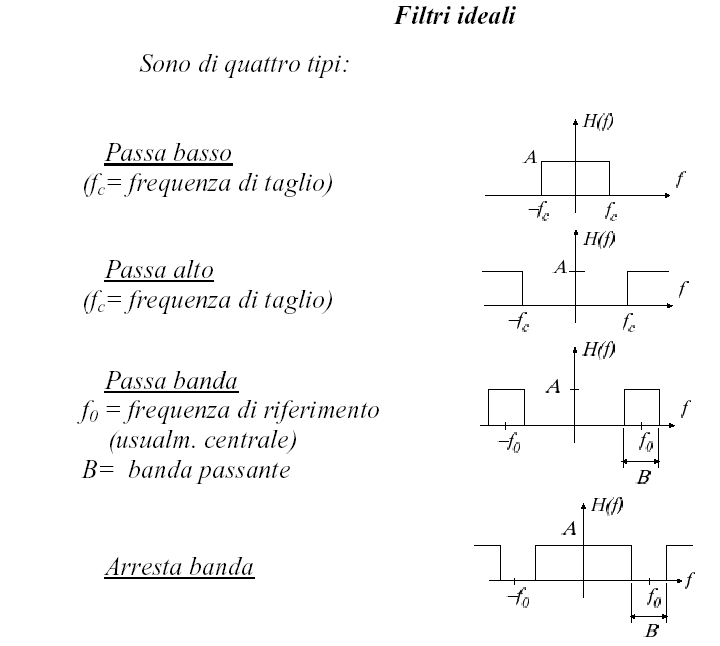 Filtri ideali
Sono di quattro tipi:
Passa basso
(fc= frequenza di taglio)
H(f)
A
f
–fc
fc
Passa alto
(fc= frequenza di taglio)
H(f)
A
f
–fc
fc
Passa banda
f0 = frequenza di riferimento
(usualm. centrale)
B= banda passante
H(f)
A
f
–f0
f0
B
Arresta banda
H(f)
A
f
–f0
f0
B